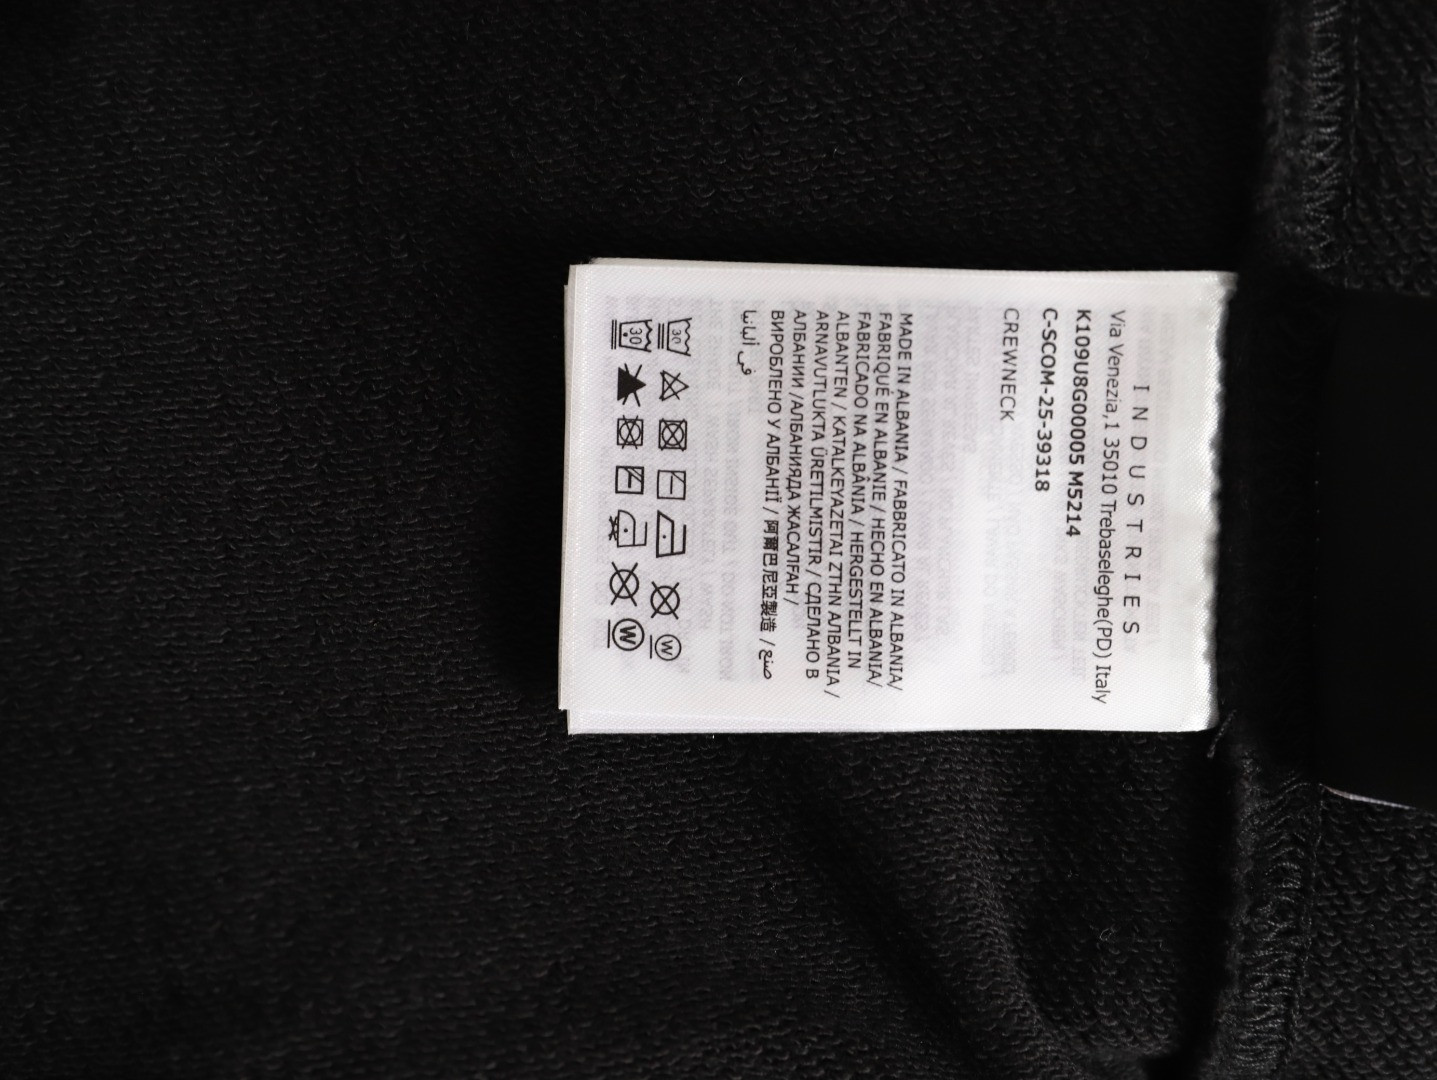 INDUSTRIES
Via Venezia,1 35010 Trebaseleghe(PD) Italy
K109U8G00005 M5214
C-SCOM-25-39318
CREWNECK
MADE IN ALBANIA / FABBRICATO IN ALBANIA/
FABRIQUÉ EN ALBANIE / HECHO EN ALBANIA/
FABRICADO NA ALBÂNIA / HERGESTELLT IN
ALBANTEN / KATAΛKEYAZETAI ΣTHN AΛBANIA /
ARNAVUTLUKTA ÜRETILMISTIR / СДЕЛАНО В
АЛБАНИИ /АЛБАНИЯДА ЖАСАЛҒАН /
ВИРОБЛЕНО У АЛБАНІЇ / 阿爾巴尼亞製造 / صنع
في ألبانيا
30
W
30
W